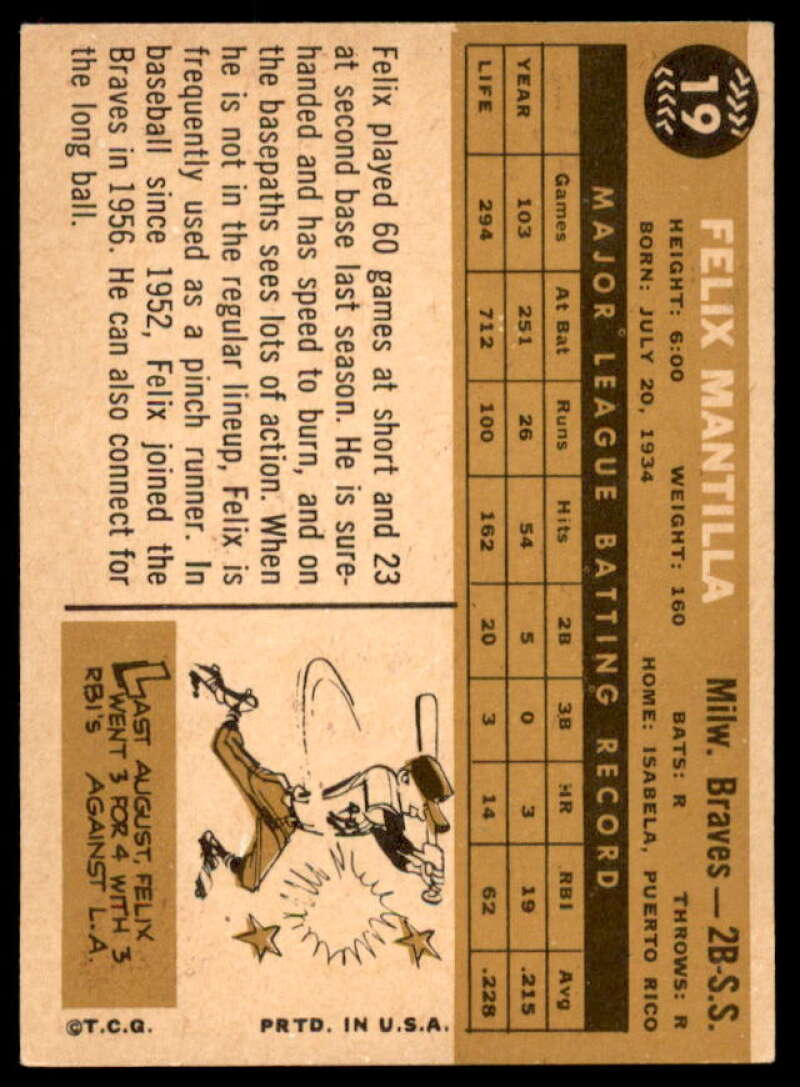 19
FELIX MANTILLA
Milw. Braves—2B-S.S.
HEIGHT: 6:00 WEIGHT: 160 BATS: R THROWS: R
BORN: JULY 20, 1934 HOME: ISABELA, PUERTO RICO
MAJOR LEAGUE BATTING RECORD
Games At Bat Runs Hits 2B 3B HR RBI Avg
YEAR 103 251 26 54 5 0 3 19 .215
LIFE 294 712 100 162 20 3 14 62 .228
Felix played 60 games at short and 23
at second base last season. He is sure-
handed and has speed to burn, and on
the basepaths sees lots of action. When
he is not in the regular lineup, Felix is
frequently used as a pinch runner. In
baseball since 1952, Felix joined the
Braves in 1956. He can also connect for
the long ball.
LAST AUGUST, FELIX
WENT 3 FOR 4 WITH 3
RBI'S AGAINST L.A.
©T.C.G. PRTD. IN U.S.A.